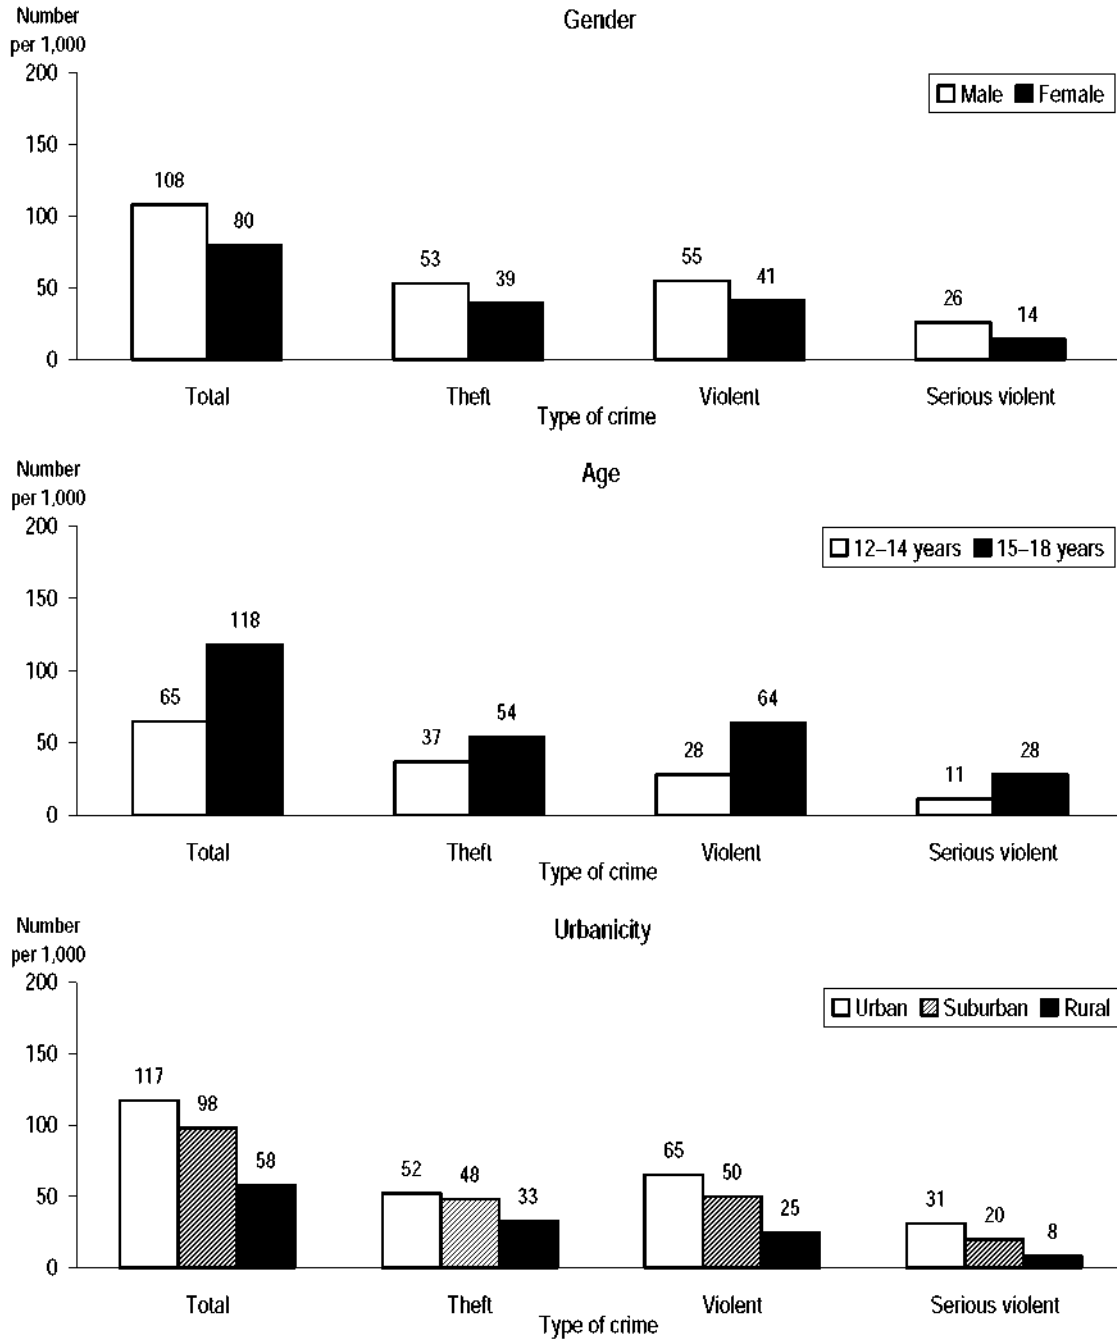 Number
per 1,000
Gender
200
Male Female
150
108
100
80
53
39
55
41
50
26
14
0
Total Theft Violent Serious violent
Type of crime
Number
per 1,000
Age
200
12–14 years 15–18 years
150
118
100
65
37
54
28
64
50
11
28
0
Total Theft Violent Serious violent
Type of crime
Number
per 1,000
Urbanicity
200
Urban Suburban Rural
150
117
98
100
58
52
48
33
65
50
25
50
31
20
8
0
Total Theft Violent Serious violent
Type of crime